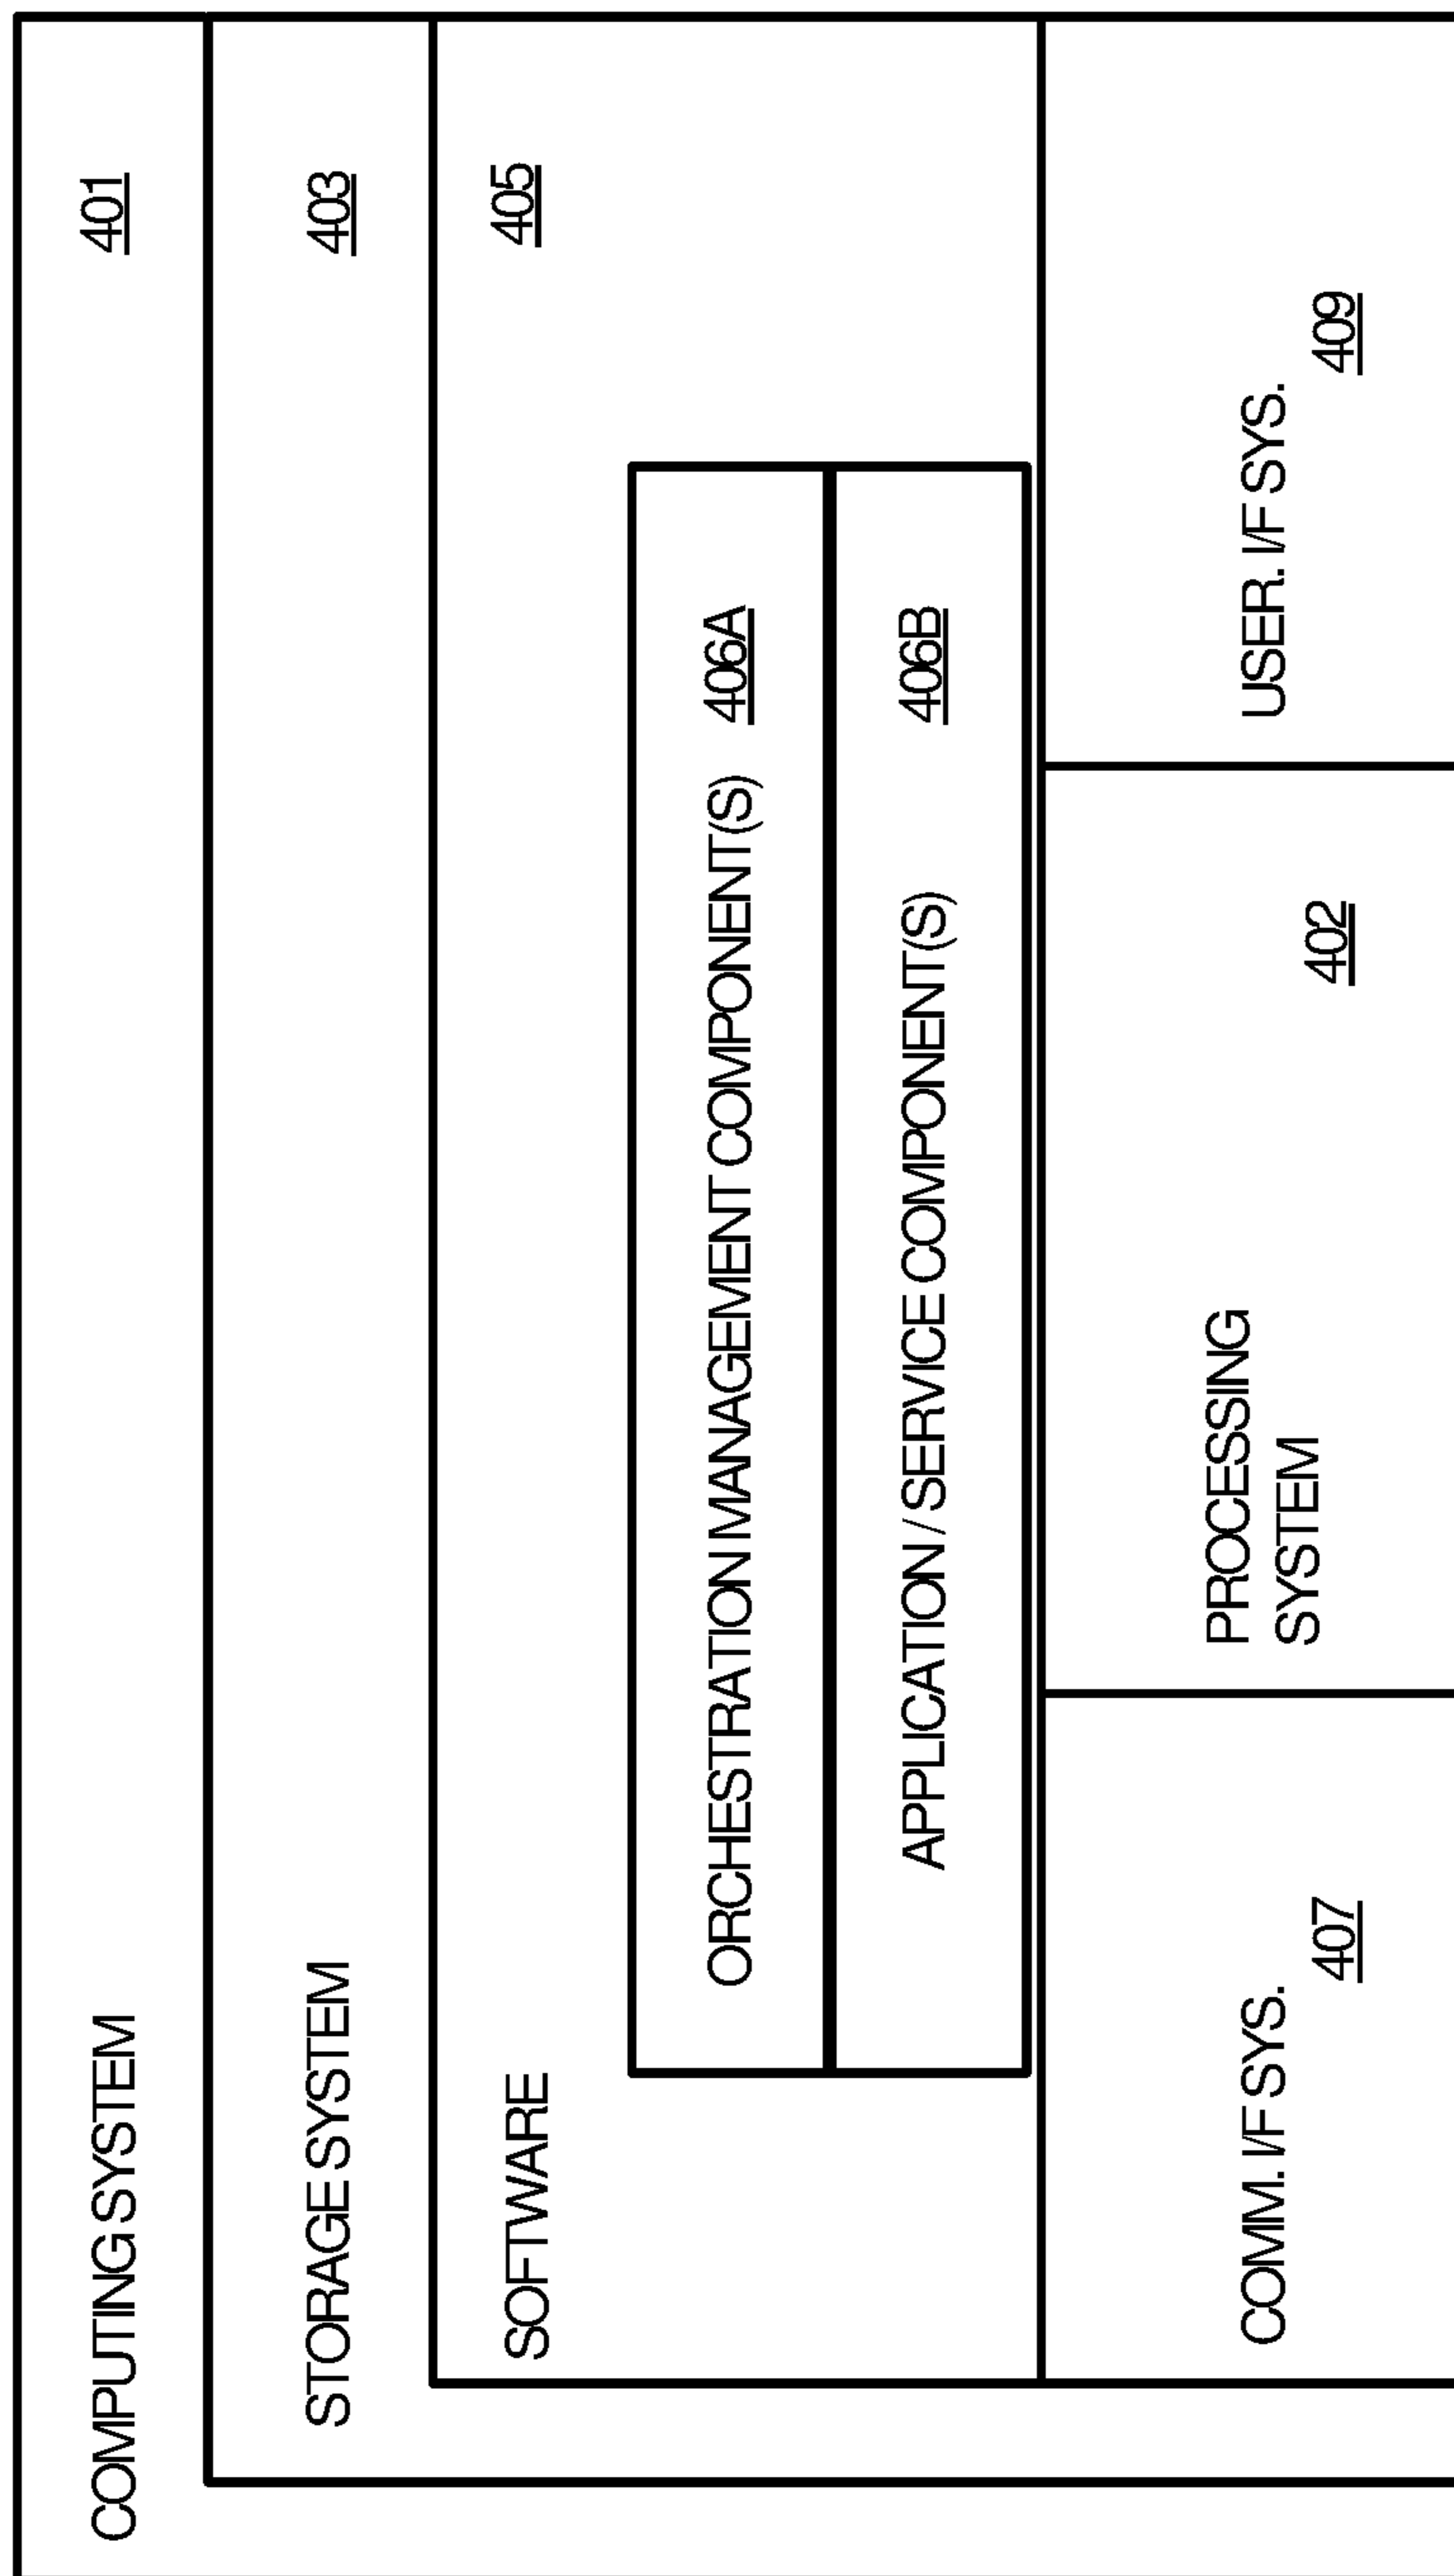 COMPUTING SYSTEM 401
STORAGE SYSTEM 403
SOFTWARE 405
ORCHESTRATION MANAGEMENT COMPONENT(S) 406A
APPLICATION / SERVICE COMPONENT(S) 406B
COMM. I/F SYS.
407
PROCESSING
SYSTEM
402
USER. I/F SYS.
409